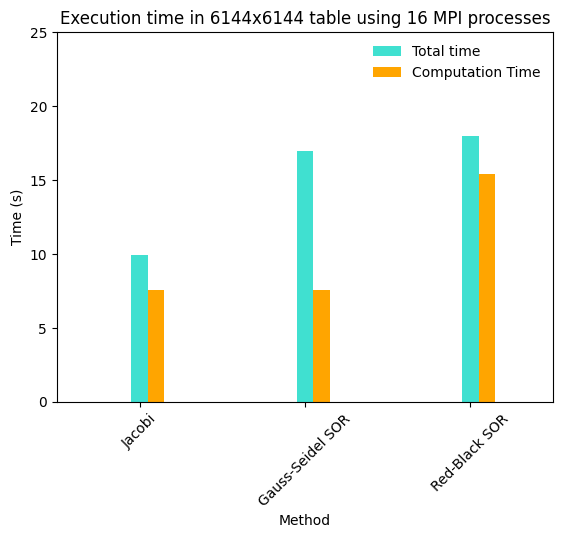 Execution time in 6144x6144 table using 16 MPI processes
25
20
15
10
5
0
Time (s)
Total time
Computation Time
Jacobi
Gauss-Seidel SOR
Red-Black SOR
Method